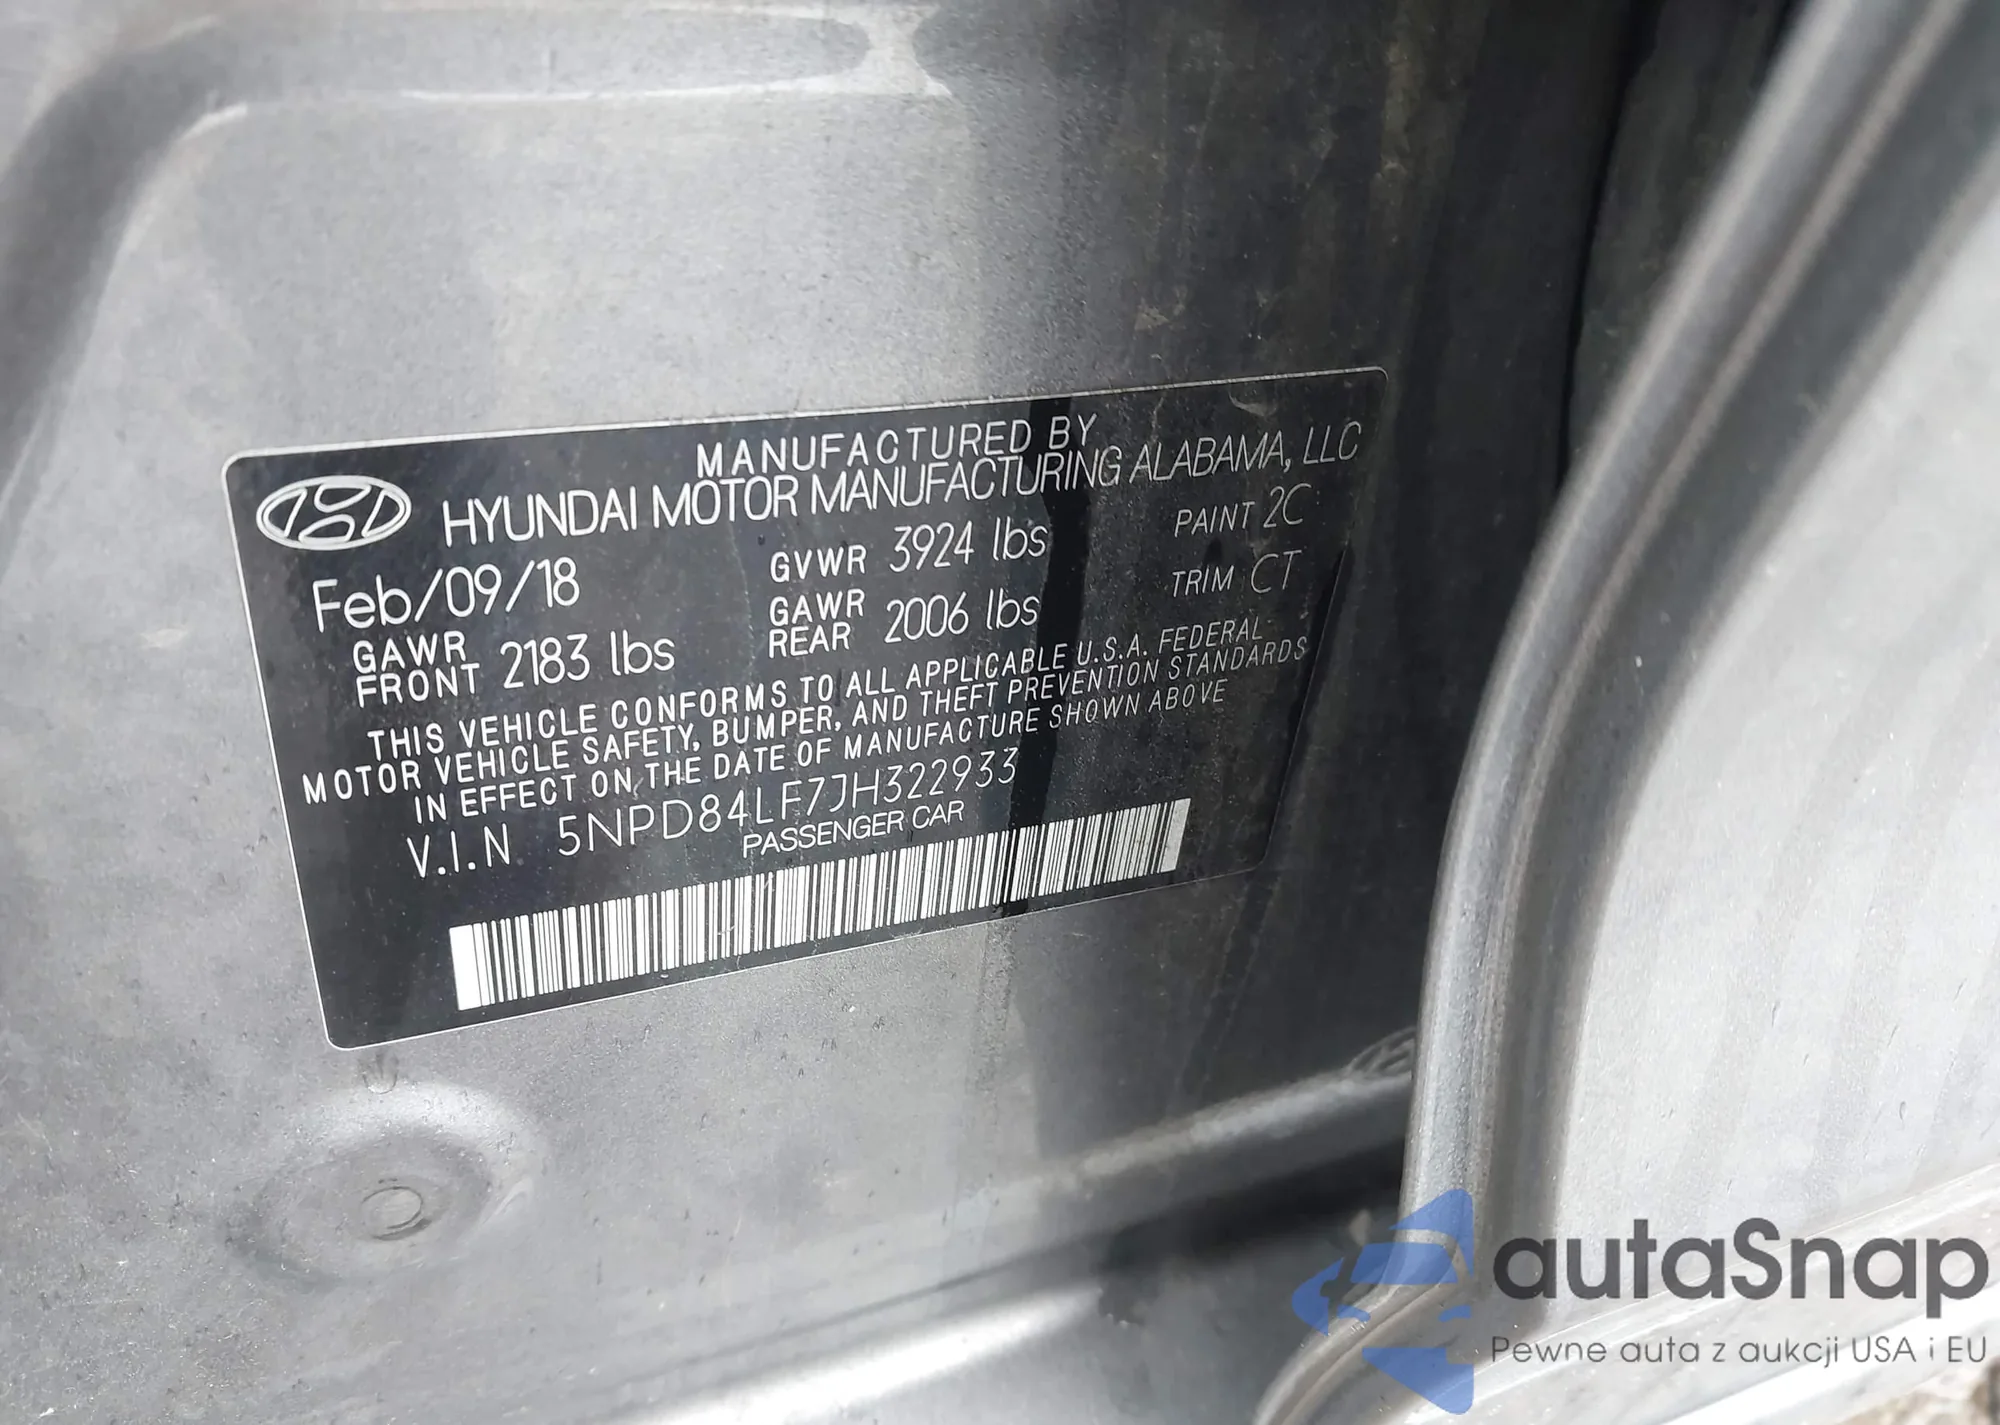 MANUFACTURED BY
HYUNDAI MOTOR MANUFACTURING ALABAMA, LLC
Feb/09/18 GVWR 3924 lbs PAINT 2C
GAWR FRONT 2183 lbs GAWR REAR 2006 lbs TRIM CT
THIS VEHICLE CONFORMS TO ALL APPLICABLE U.S.A. FEDERAL
MOTOR VEHICLE SAFETY, BUMPER, AND THEFT PREVENTION STANDARDS
IN EFFECT ON THE DATE OF MANUFACTURE SHOWN ABOVE
V.I.N 5NPD84LF7JH322933
PASSENGER CAR
autaSnap
Pewne auta z aukcji USA i EU